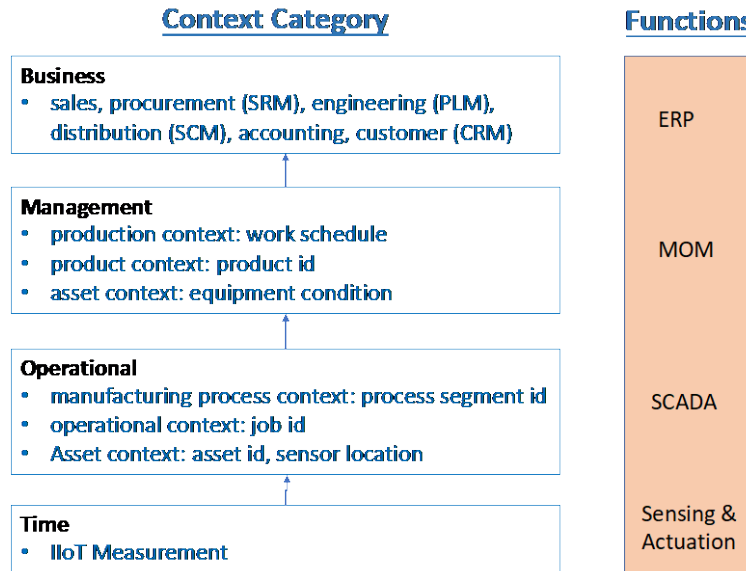 Context Category
Functions
Business
• sales, procurement (SRM), engineering (PLM),
distribution (SCM), accounting, customer (CRM)
ERP
Management
• production context: work schedule
• product context: product id
• asset context: equipment condition
MOM
Operational
• manufacturing process context: process segment id
• operational context: job id
• Asset context: asset id, sensor location
SCADA
Time
• IIoT Measurement
Sensing &
Actuation